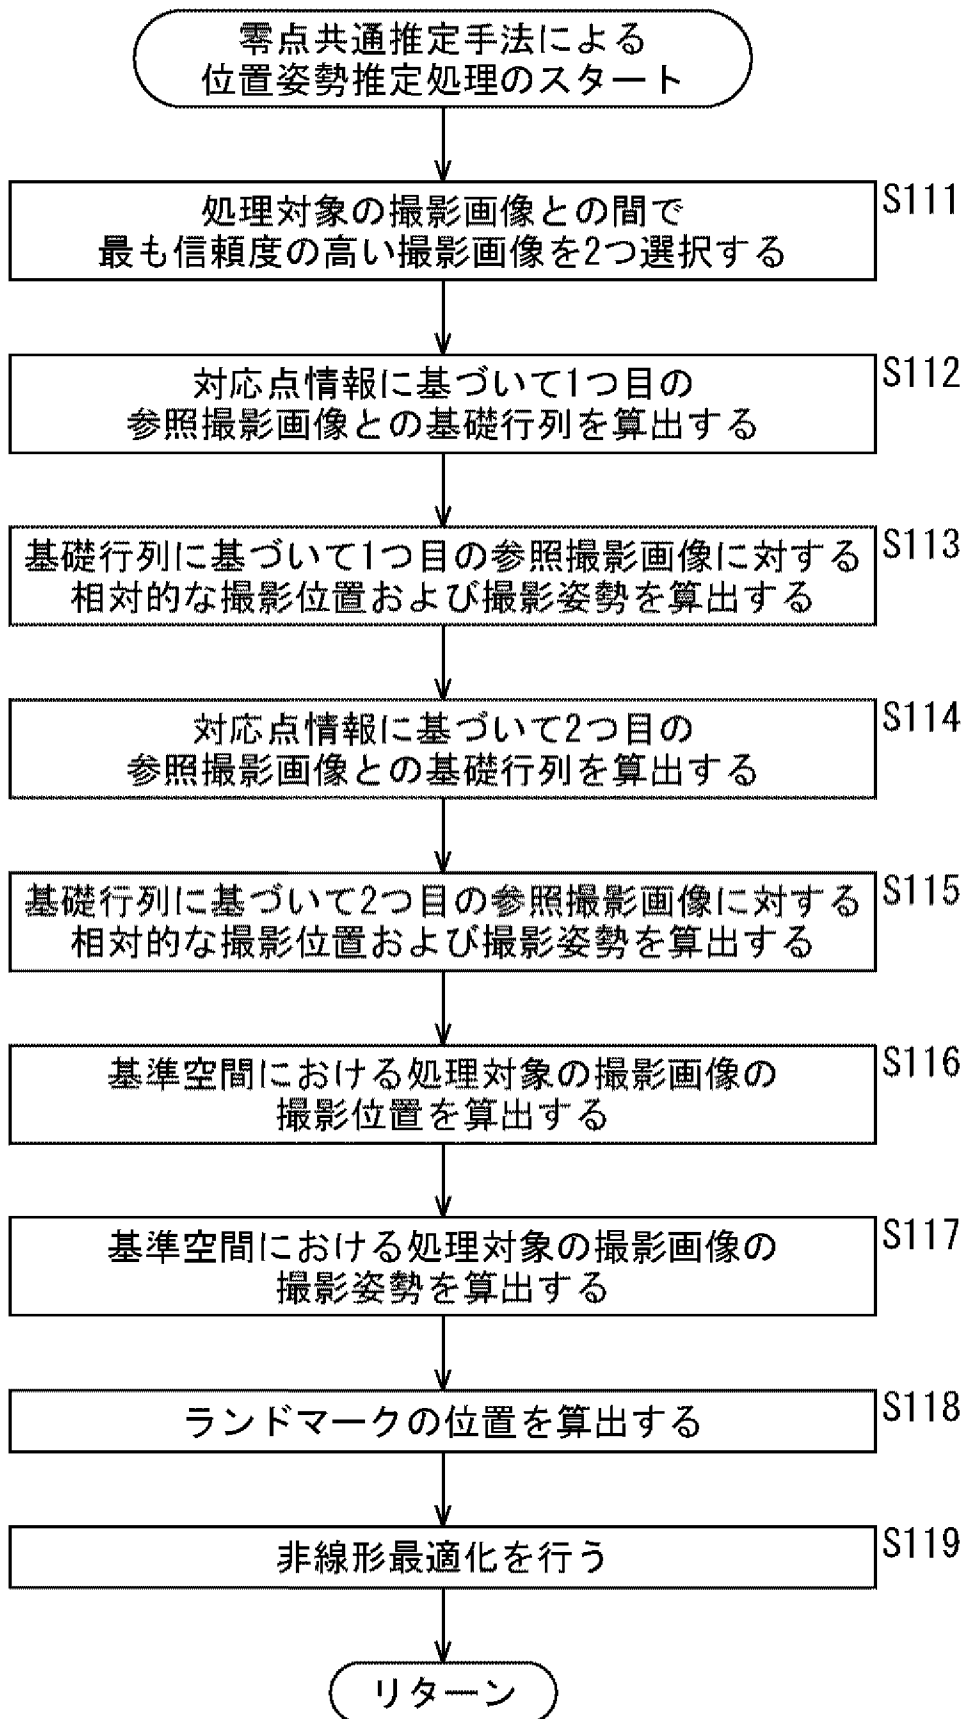 零点共通推定手法による
位置姿勢推定処理のスタート
S111
処理対象の撮影画像との間で
最も信頼度の高い撮影画像を2つ選択する
S112
対応点情報に基づいて1つ目の
参照撮影画像との基礎行列を算出する
S113
基礎行列に基づいて1つ目の参照撮影画像に対する
相対的な撮影位置および撮影姿勢を算出する
S114
対応点情報に基づいて2つ目の
参照撮影画像との基礎行列を算出する
S115
基礎行列に基づいて2つ目の参照撮影画像に対する
相対的な撮影位置および撮影姿勢を算出する
S116
基準空間における処理対象の撮影画像の
撮影位置を算出する
S117
基準空間における処理対象の撮影画像の
撮影姿勢を算出する
S118
ランドマークの位置を算出する
S119
非線形最適化を行う
リターン